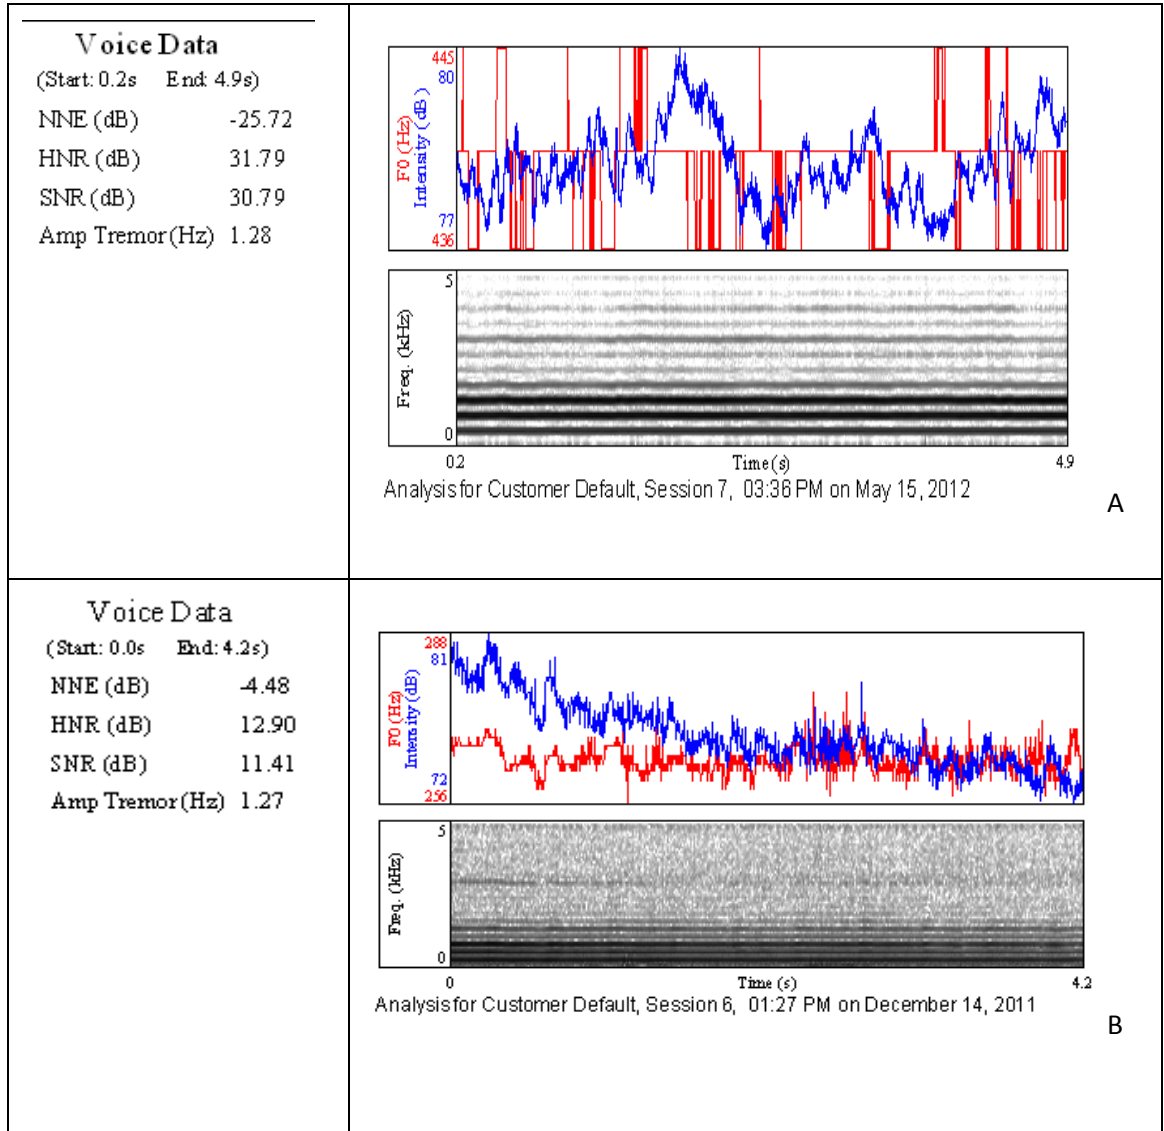 Voice Data
(Start: 0.2s End: 4.9s)
NNE (dB) -25.72
HNR (dB) 31.79
SNR (dB) 30.79
Amp Tremor (Hz) 1.28
445
80
F0 (Hz)
Intensity (dB)
77
436
5
Freq. (kHz)
0
0.2 Time (s) 4.9
Analysis for Customer Default, Session 7, 03:36 PM on May 15, 2012
A
Voice Data
(Start: 0.0s End: 4.2s)
NNE (dB) -4.48
HNR (dB) 12.90
SNR (dB) 11.41
Amp Tremor (Hz) 1.27
288
81
F0 (Hz)
Intensity (dB)
72
256
5
Freq. (kHz)
0
0 Time (s) 4.2
Analysis for Customer Default, Session 6, 01:27 PM on December 14, 2011
B